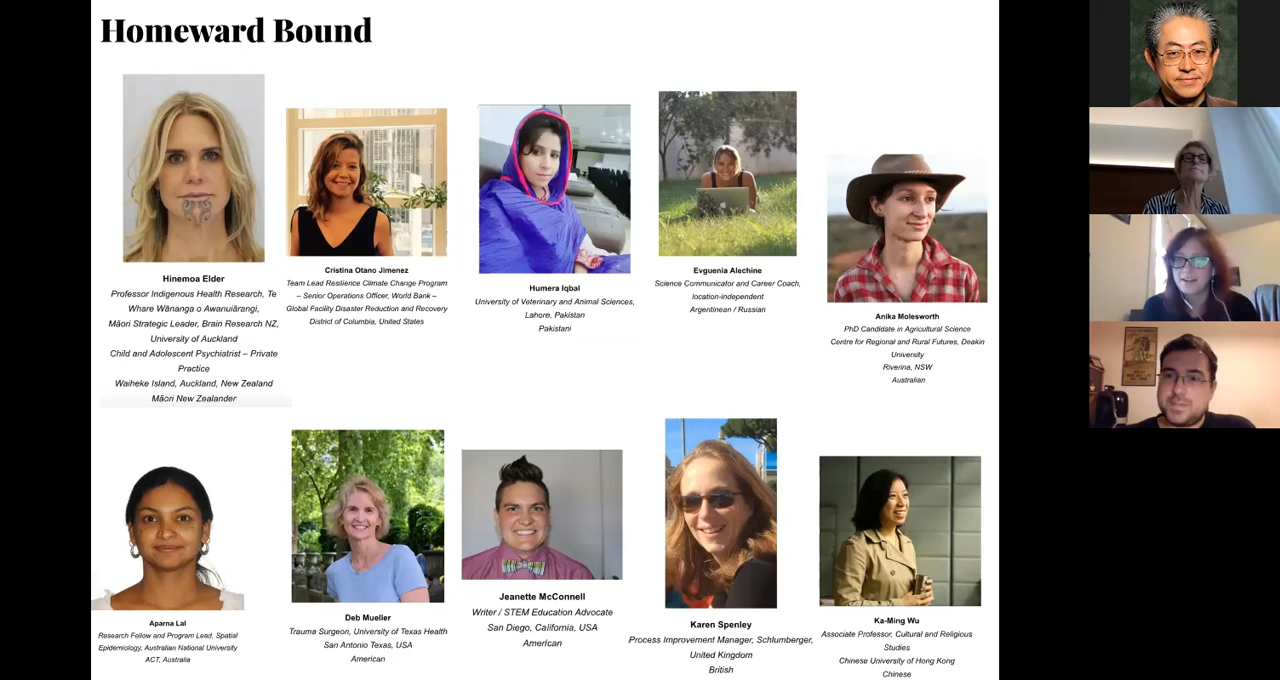 Homeward Bound
Hinemoa Elder
Professor Indigenous Health Research, Te
Whare Wānanga o Awanuiārangi,
Māori Strategic Leader, Brain Research NZ,
University of Auckland
Child and Adolescent Psychiatrist – Private
Practice
Waiheke Island, Auckland, New Zealand
Māori New Zealander
Cristina Otano Jimenez
Team Lead Resilience Climate Change Program
– Senior Operations Officer, World Bank –
Global Facility Disaster Reduction and Recovery
District of Columbia, United States
Humera Iqbal
University of Veterinary and Animal Sciences,
Lahore, Pakistan
Pakistani
Evguenia Alechine
Science Communicator and Career Coach,
location-independent
Argentinean / Russian
Anika Molesworth
PhD Candidate in Agricultural Science
Centre for Regional and Rural Futures, Deakin
University
Riverina, NSW
Australian
Aparna Lal
Research Fellow and Program Lead, Spatial
Epidemiology, Australian National University
ACT, Australia
Deb Mueller
Trauma Surgeon, University of Texas Health
San Antonio Texas, USA
American
Jeanette McConnell
Writer / STEM Education Advocate
San Diego, California, USA
American
Karen Spenley
Process Improvement Manager, Schlumberger,
United Kingdom
British
Ka-Ming Wu
Associate Professor, Cultural and Religious
Studies
Chinese University of Hong Kong
Chinese